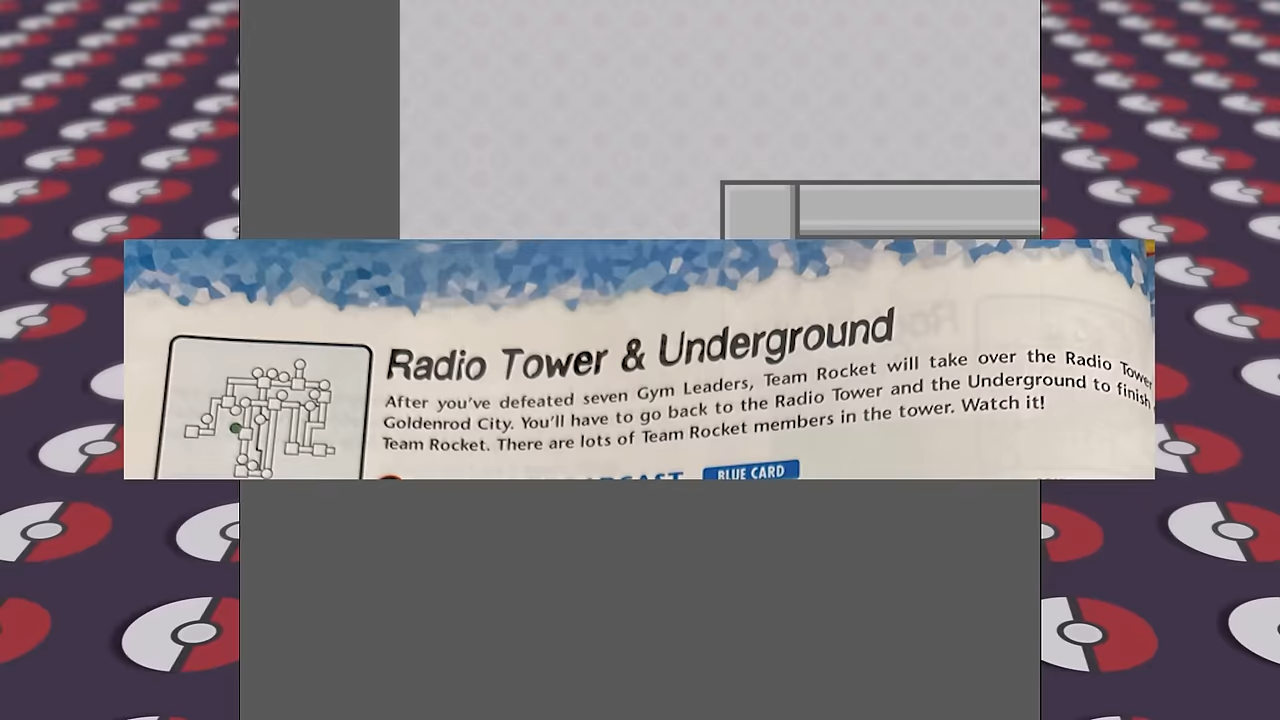 Radio Tower & Underground
After you've defeated seven Gym Leaders, Team Rocket will take over the Radio Tower
Goldenrod City. You'll have to go back to the Radio Tower and the Underground to finish
Team Rocket. There are lots of Team Rocket members in the tower. Watch it!
BLUE CARD